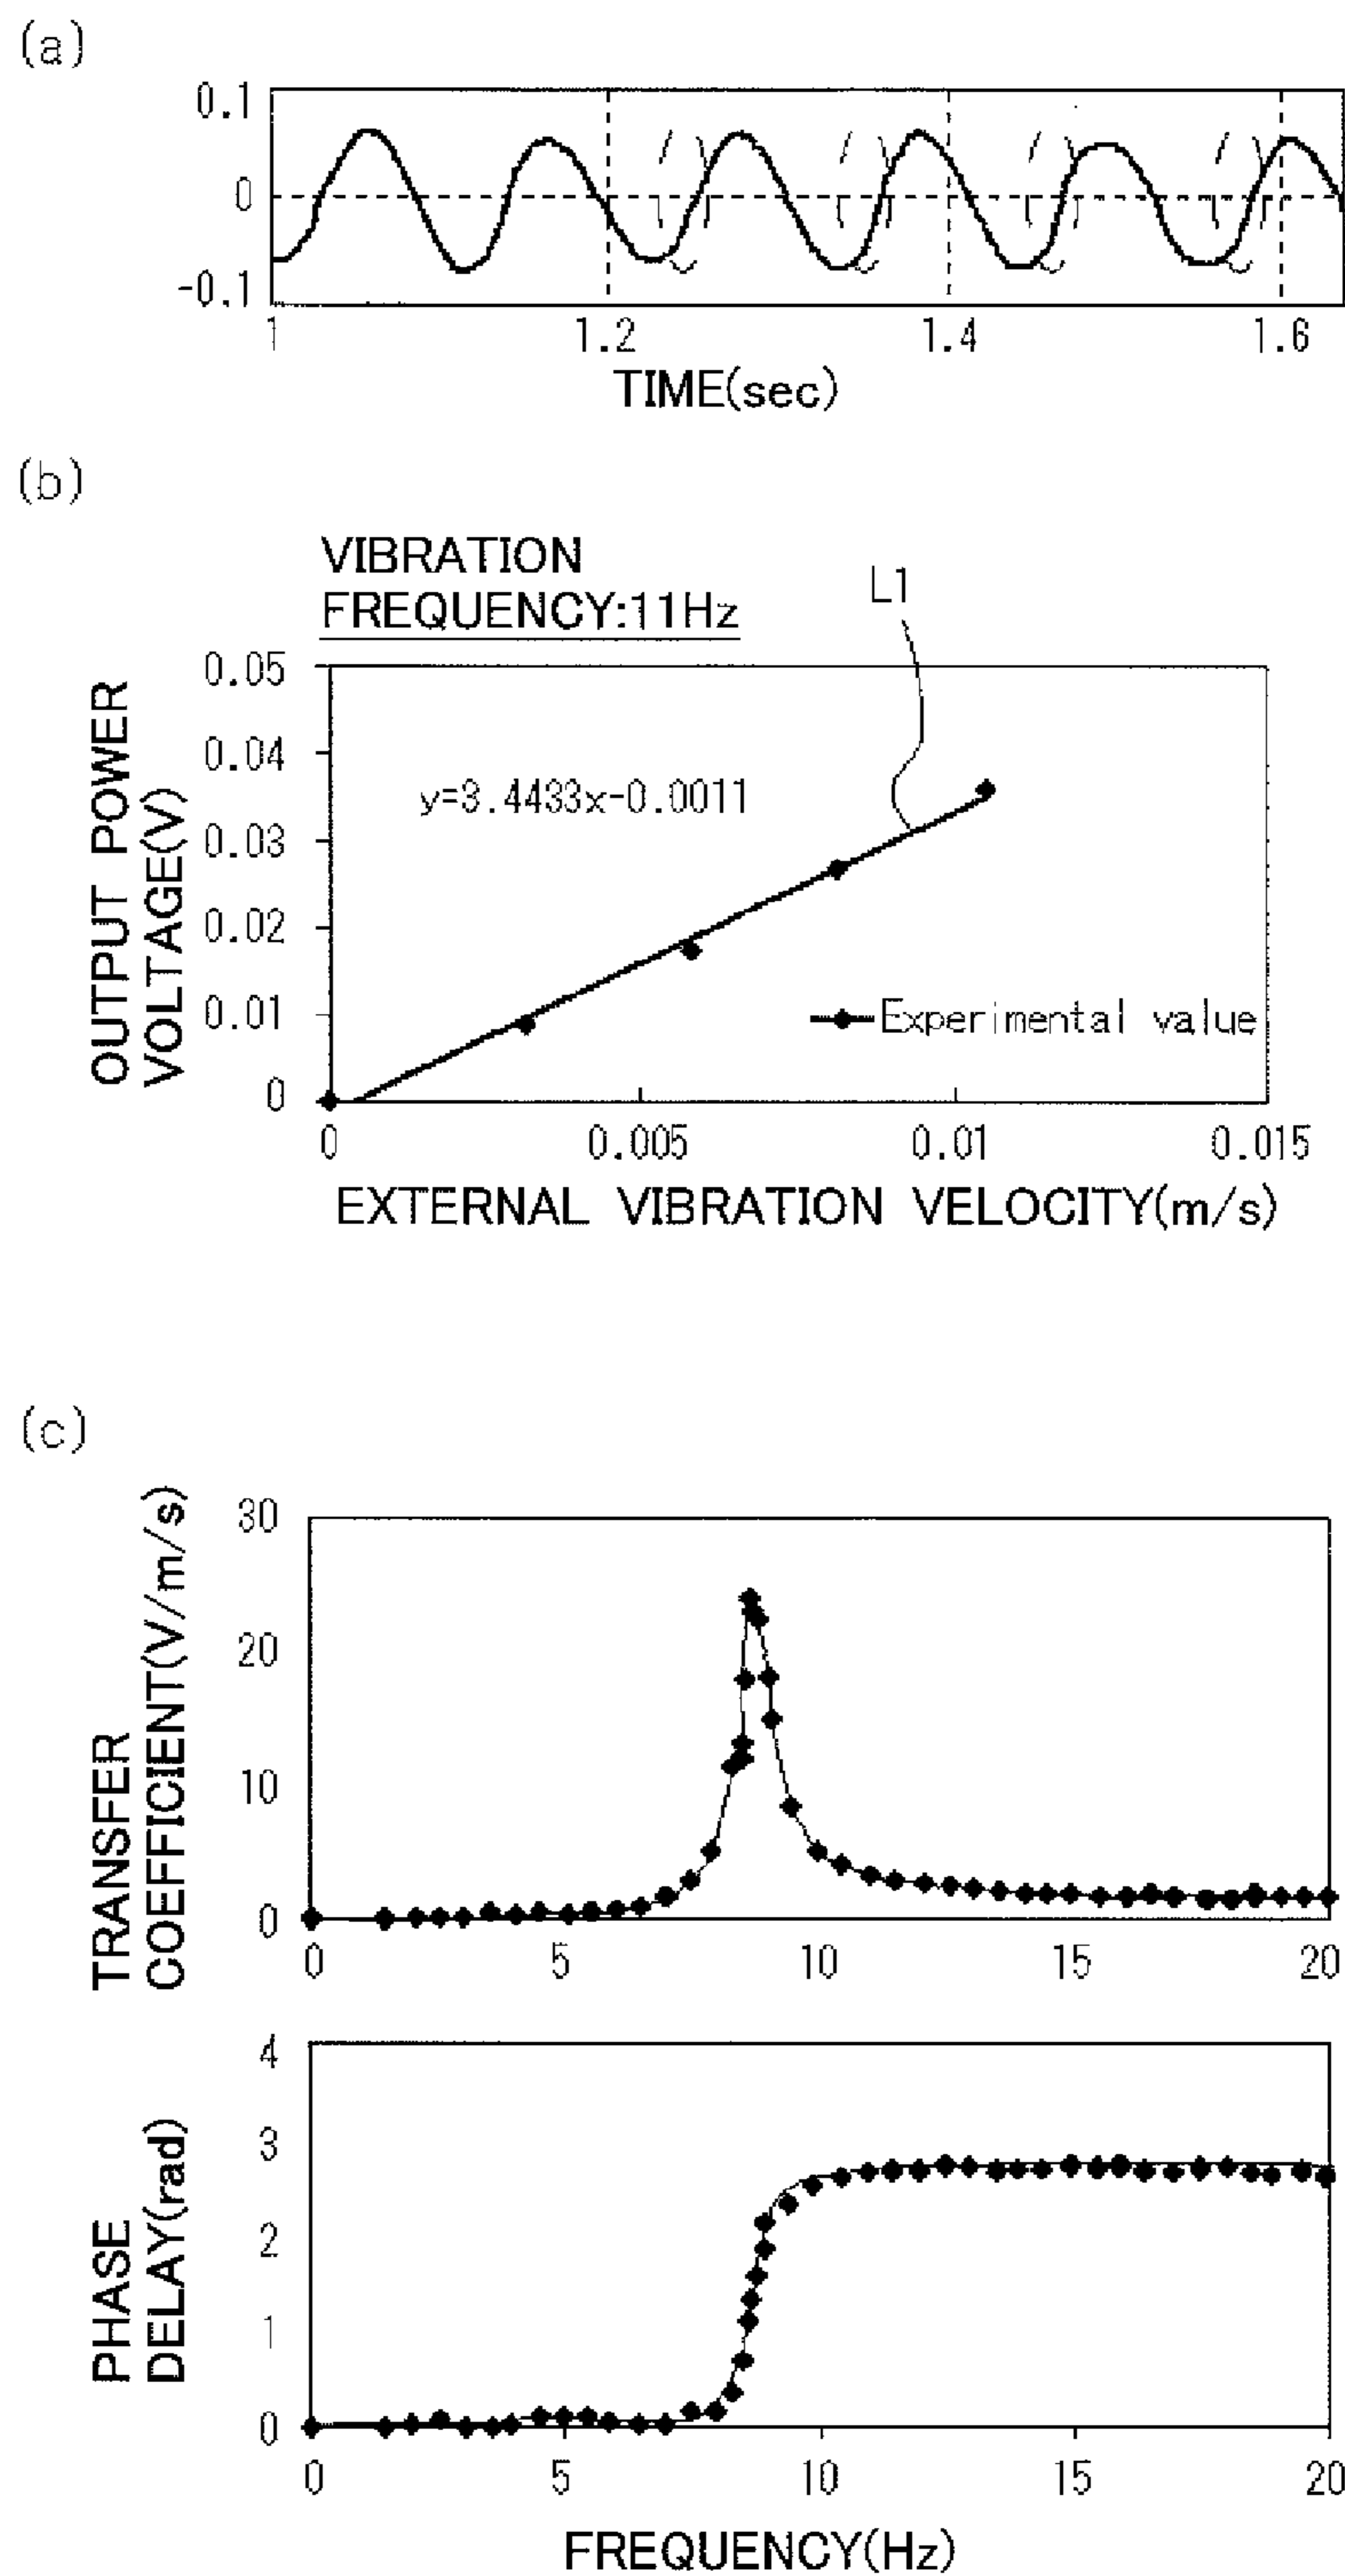 (a)
0.1
0
-0.1
1 1.2 1.4 1.6
TIME(sec)
(b)
VIBRATION
FREQUENCY:11Hz
L1
OUTPUT POWER
VOLTAGE(V)
0.05
0.04
0.03
0.02
0.01
0
y=3.4433x-0.0011
Experimental value
0 0.005 0.01 0.015
EXTERNAL VIBRATION VELOCITY(m/s)
(c)
TRANSFER
COEFFICIENT(V/m/s)
30
20
10
0
0 5 10 15 20
PHASE
DELAY(rad)
4
3
2
1
0
0 5 10 15 20
FREQUENCY(Hz)